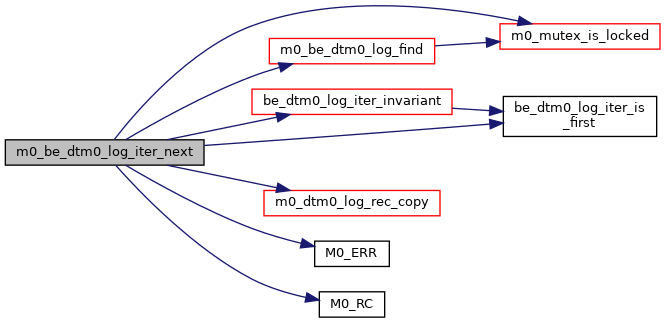 m0_be_dtm0_log_iter_next
m0_be_dtm0_log_find
m0_mutex_is_locked
be_dtm0_log_iter_invariant
be_dtm0_log_iter_is
_first
m0_dtm0_log_rec_copy
M0_ERR
M0_RC